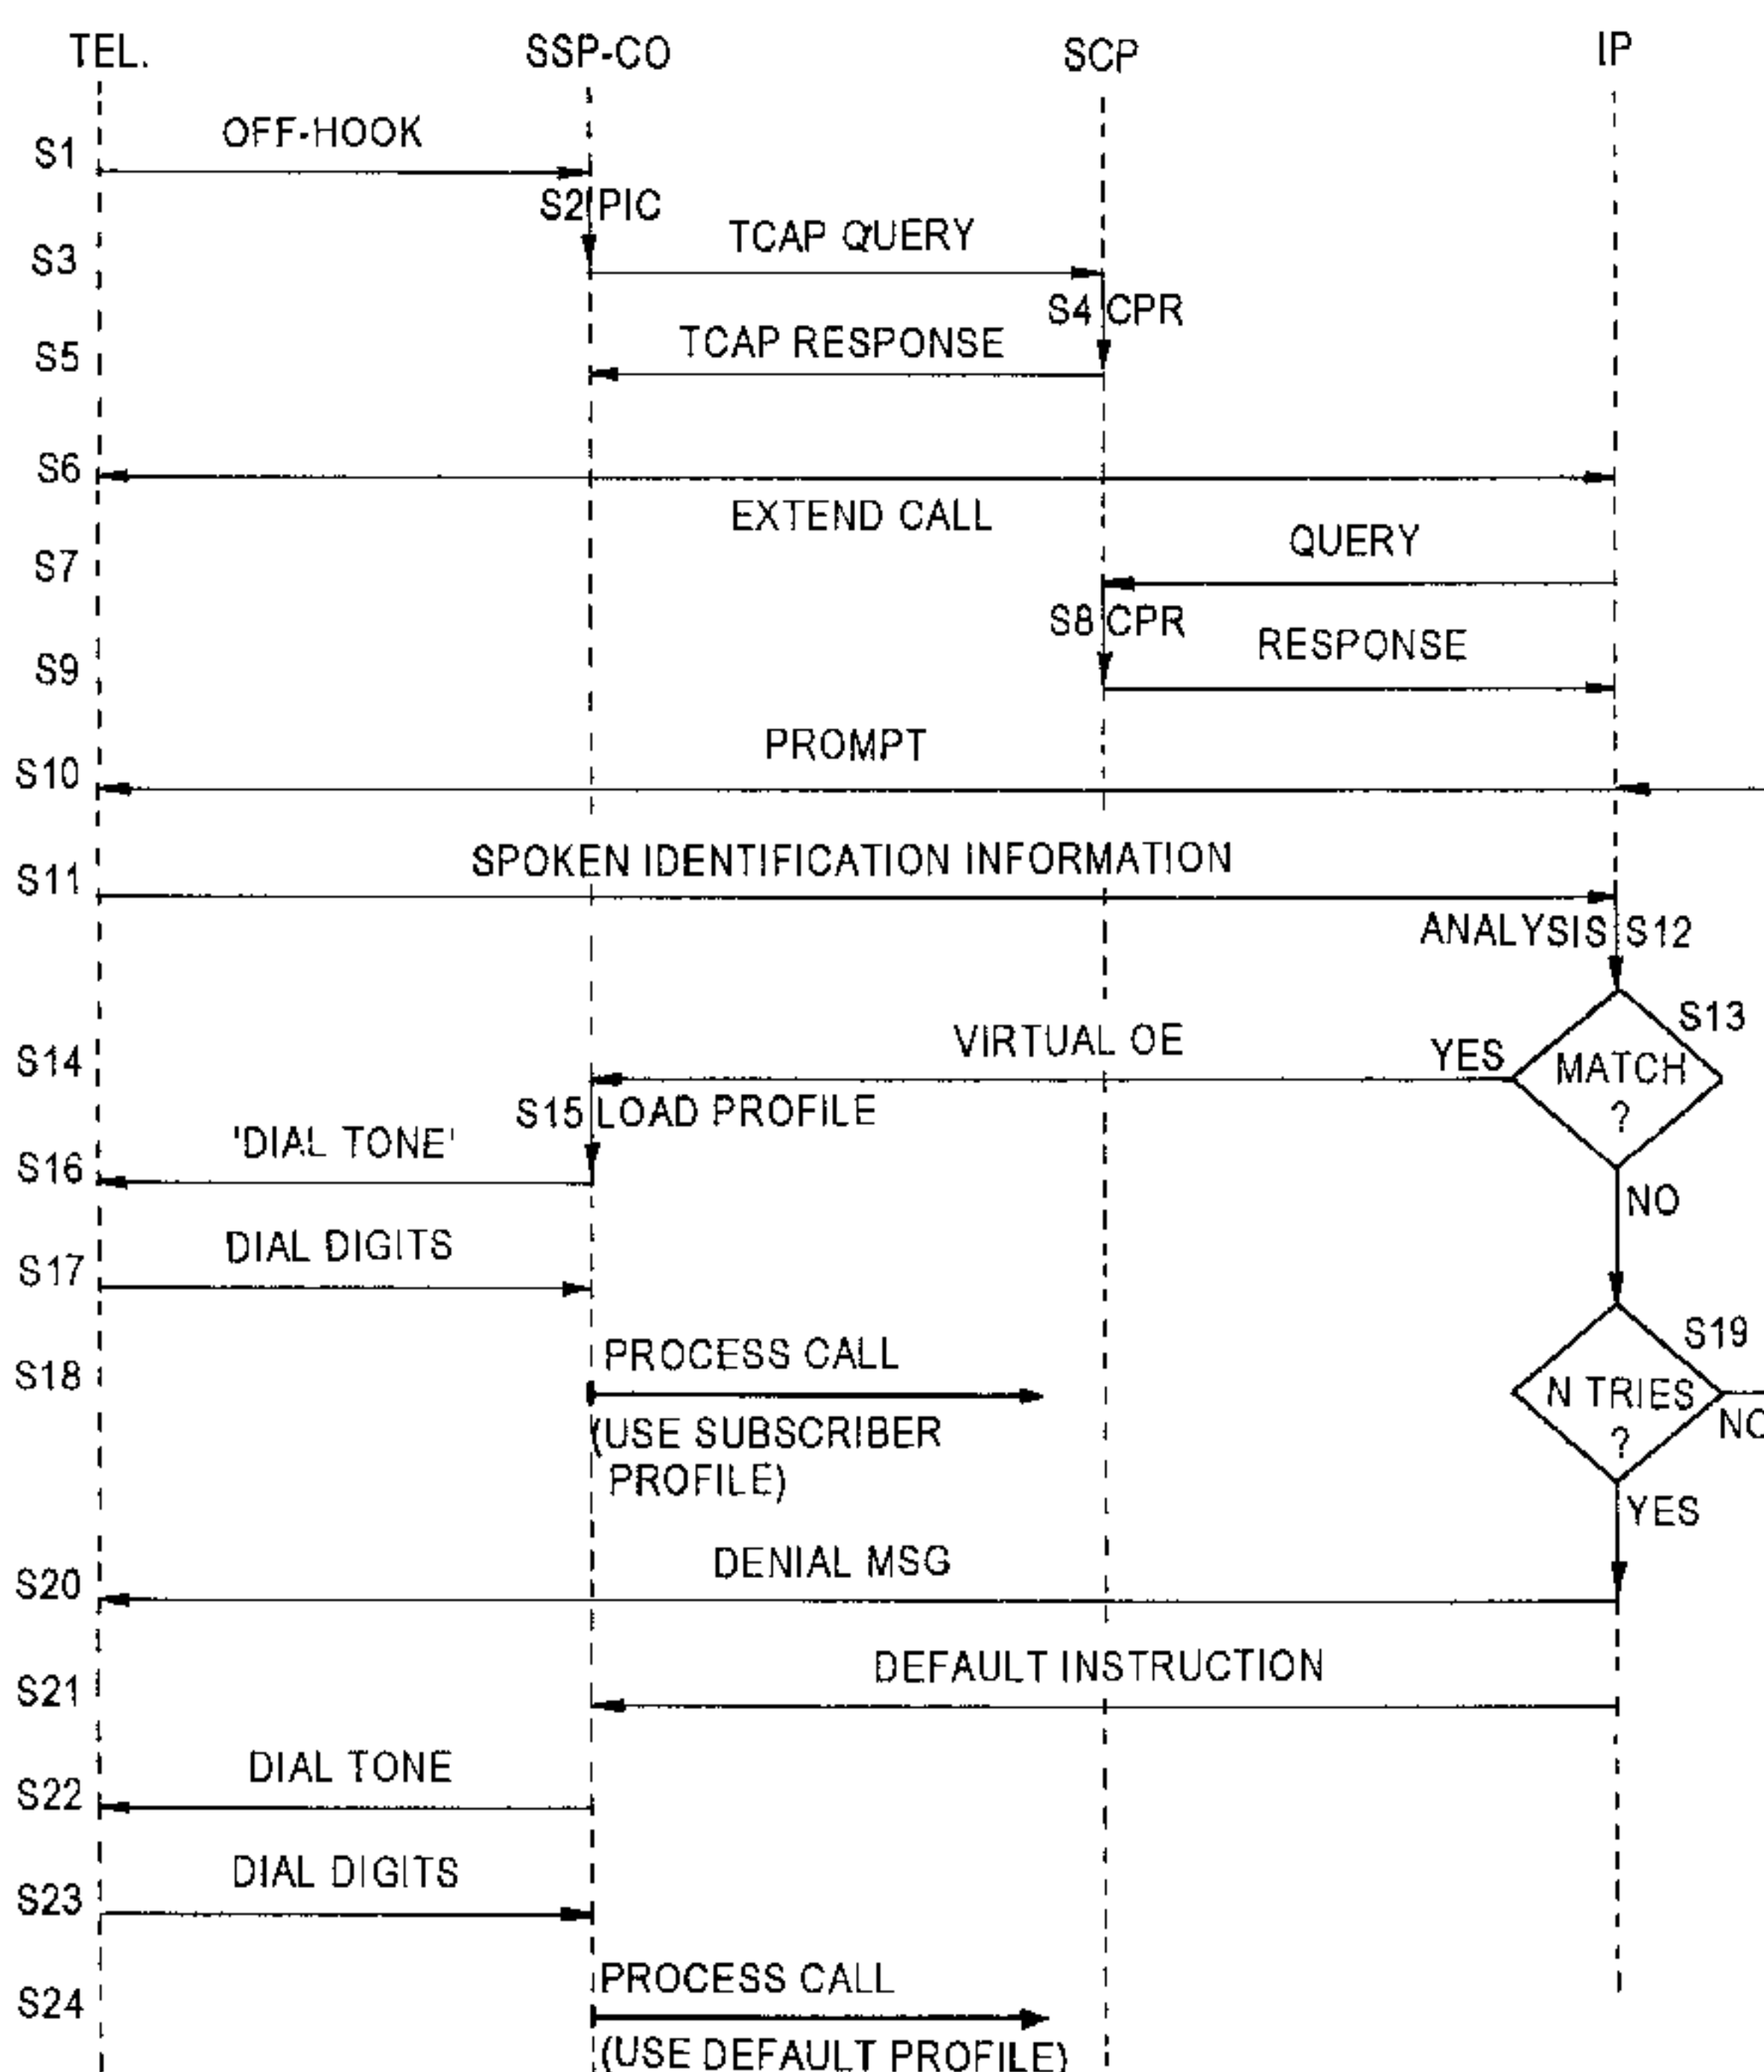 TEL. SSP-CO SCP IP
S1 OFF-HOOK
S2 PIC
S3 TCAP QUERY
S4 CPR
S5 TCAP RESPONSE
S6
EXTEND CALL
S7 QUERY
S8 CPR
S9 RESPONSE
S10 PROMPT
S11 SPOKEN IDENTIFICATION INFORMATION
ANALYSIS S12
S13
S14 VIRTUAL OE YES MATCH
?
S15 LOAD PROFILE
S16 'DIAL TONE'
NO
S17 DIAL DIGITS
S19
S18 PROCESS CALL
N TRIES
? NO
(USE SUBSCRIBER
PROFILE)
YES
S20 DENIAL MSG
S21 DEFAULT INSTRUCTION
S22 DIAL TONE
S23 DIAL DIGITS
S24 PROCESS CALL
(USE DEFAULT PROFILE)